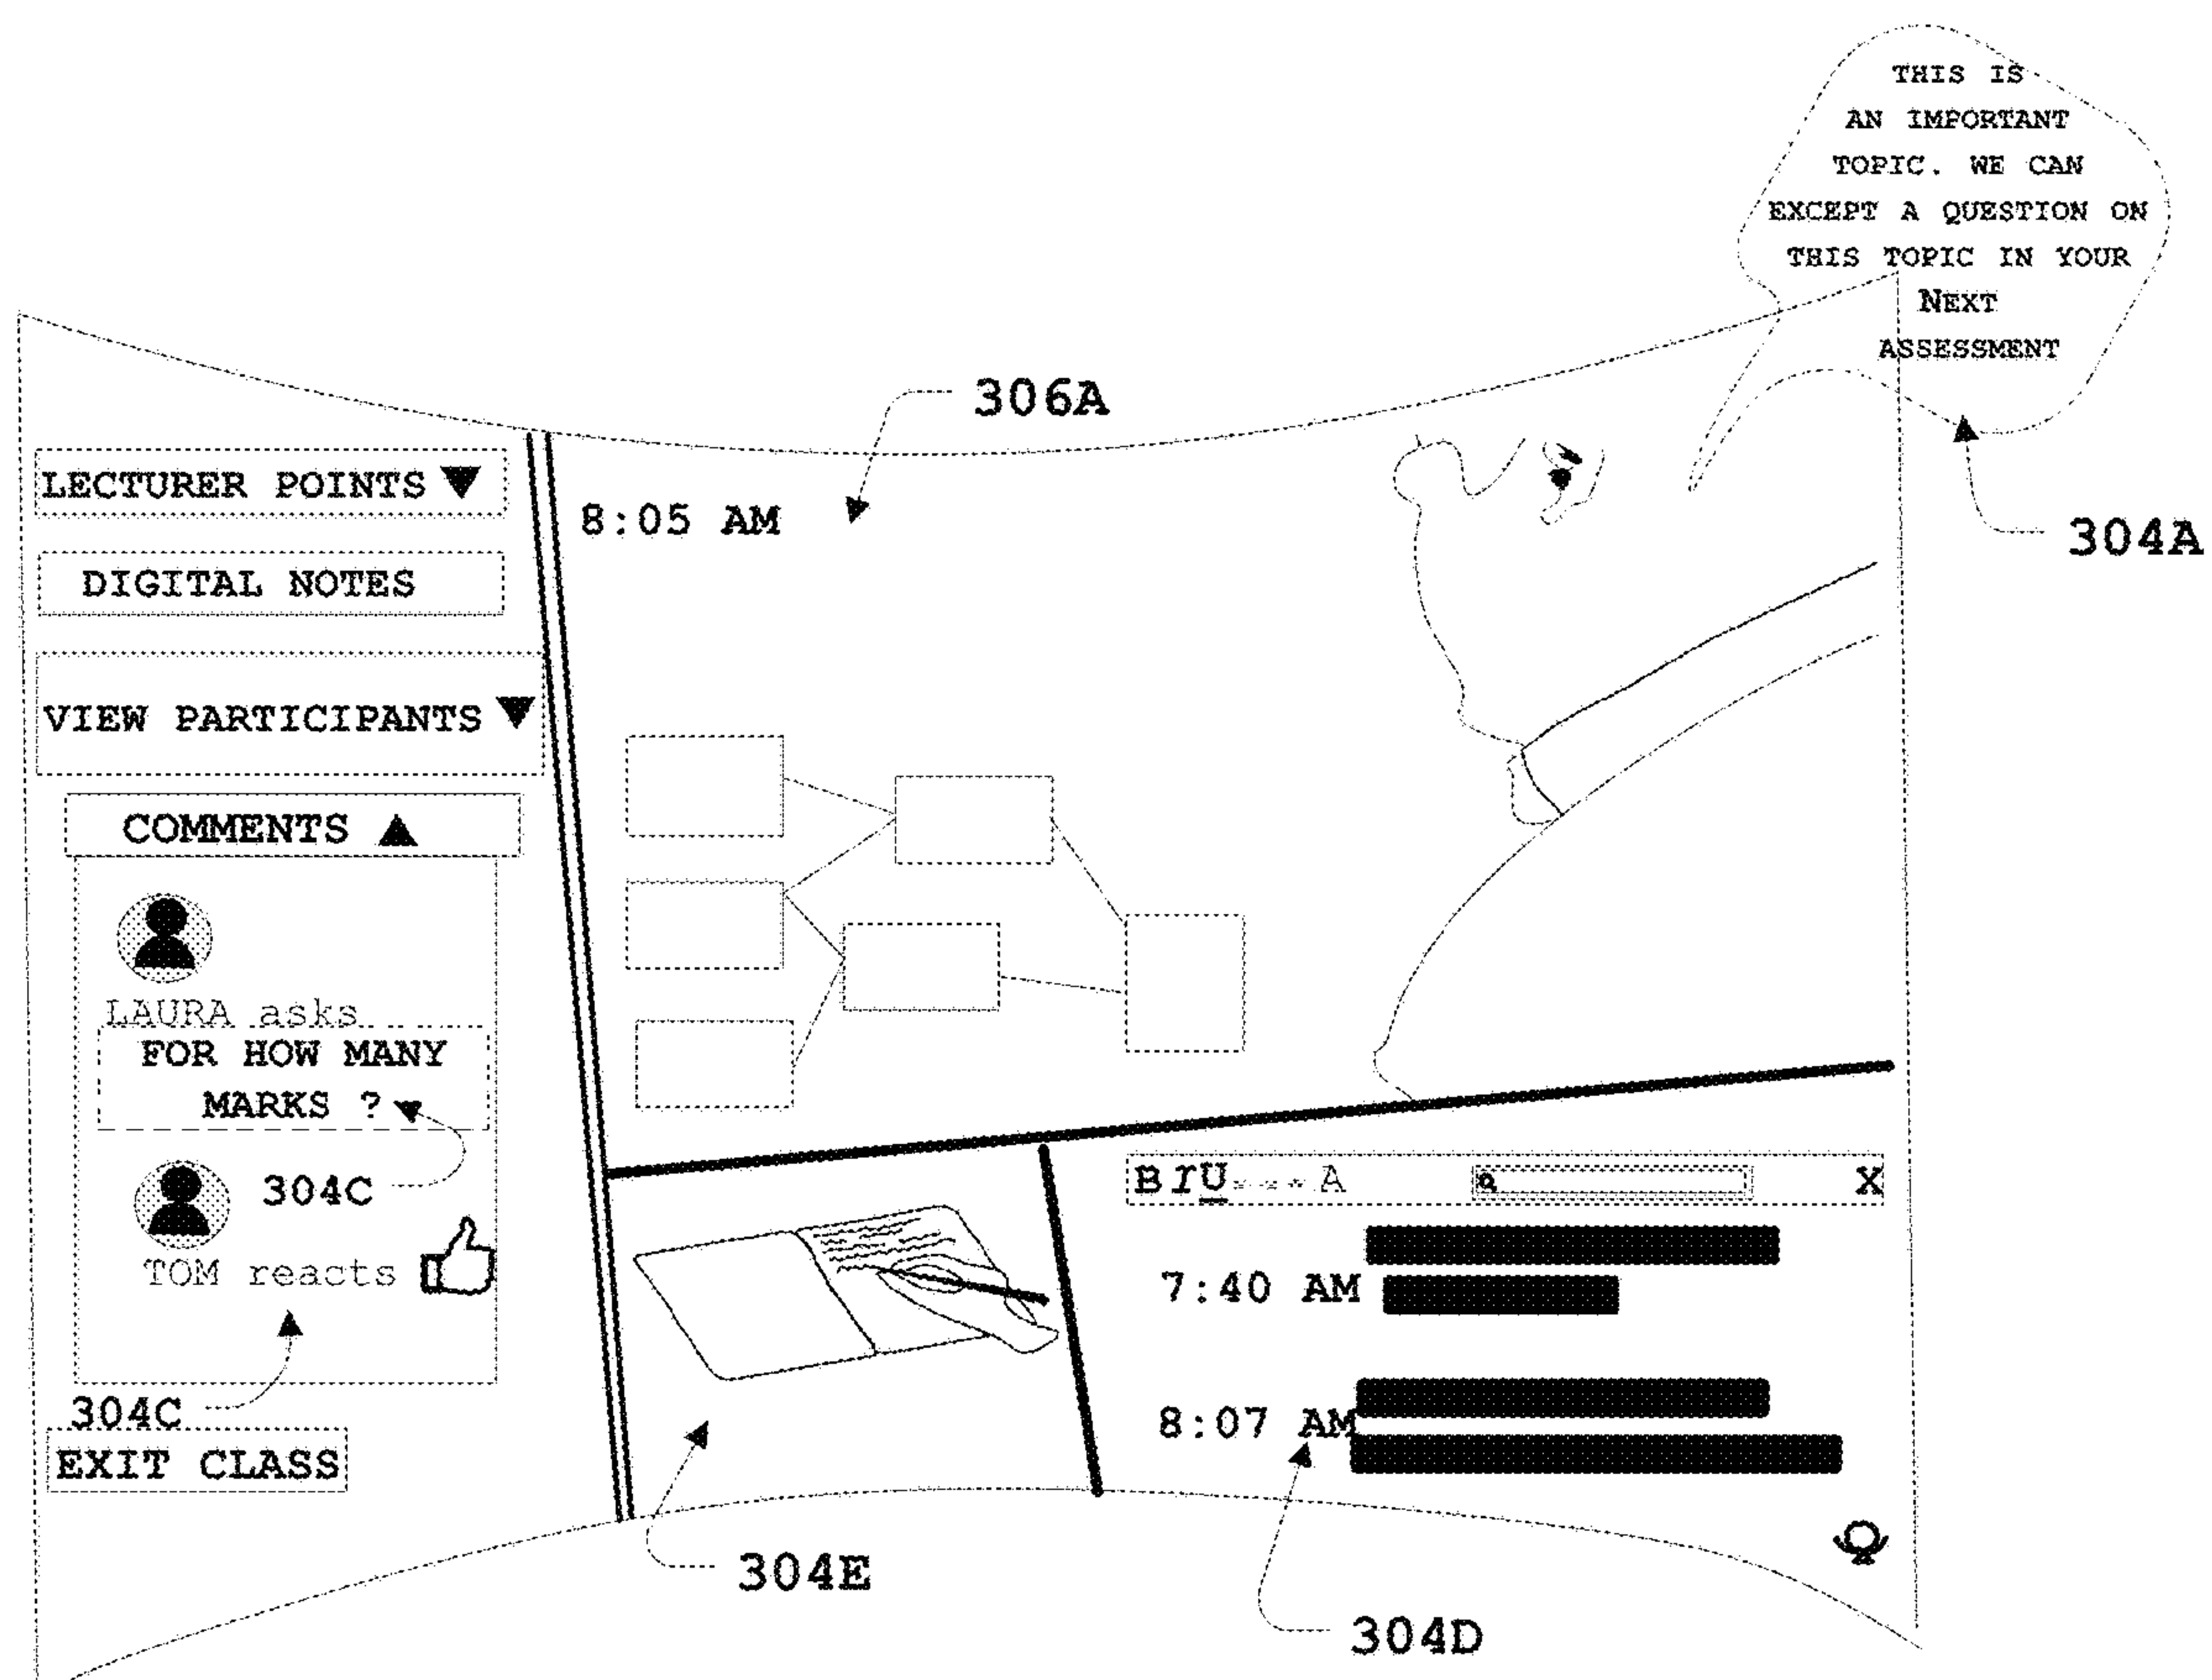 THIS IS
AN IMPORTANT
TOPIC. WE CAN
EXCEPT A QUESTION ON
THIS TOPIC IN YOUR
NEXT
ASSESSMENT
304A
306A
8:05 AM
LECTURER POINTS ▼
DIGITAL NOTES
VIEW PARTICIPANTS ▼
COMMENTS ▲
LAURA asks
FOR HOW MANY
MARKS ?
304C
TOM reacts
304C
EXIT CLASS
304E
B I U A X
7:40 AM
8:07 AM
304D